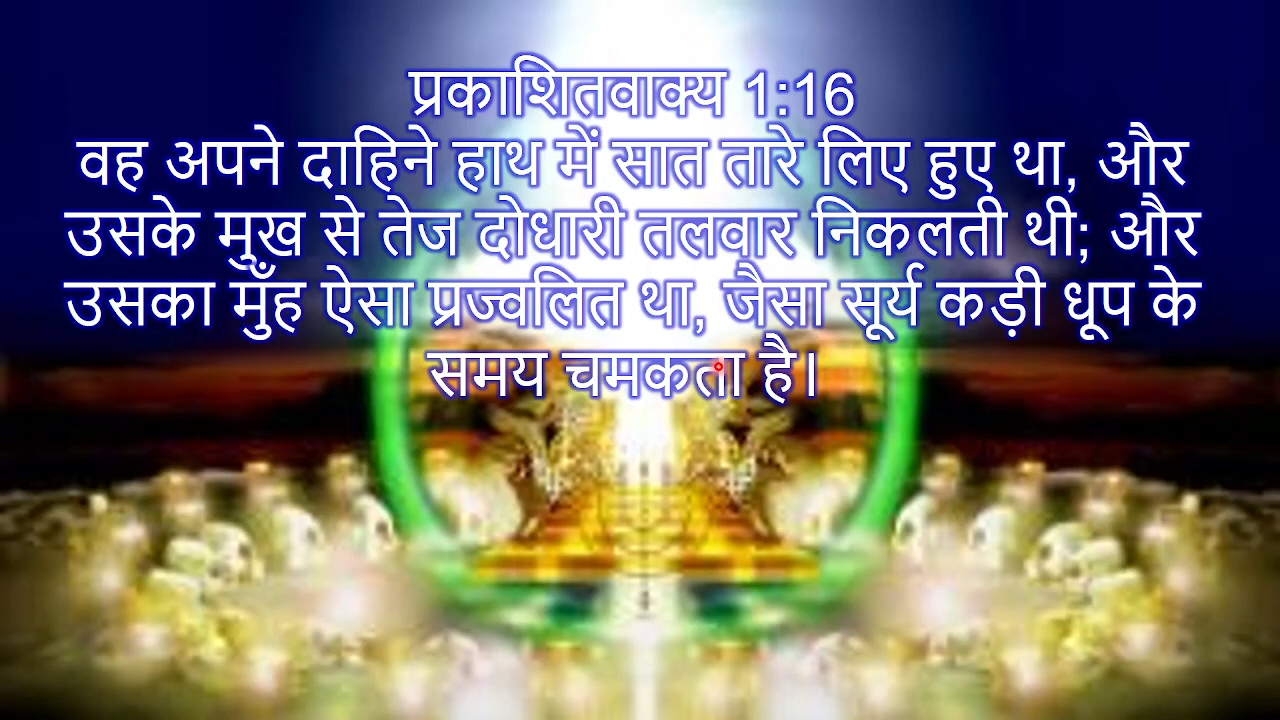 प्रकाशितवाक्य 1:16
वह अपने दाहिने हाथ में सात तारे लिए हुए था, और
उसके मुख से तेज दोधारी तलवार निकलती थी; और
उसका मुँह ऐसा प्रज्वलित था, जैसा सूर्य कड़ी धूप के
समय चमकता है।